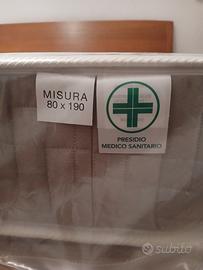 MISURA
80 x 190
PRESIDIO
MEDICO SANITARIO
subito